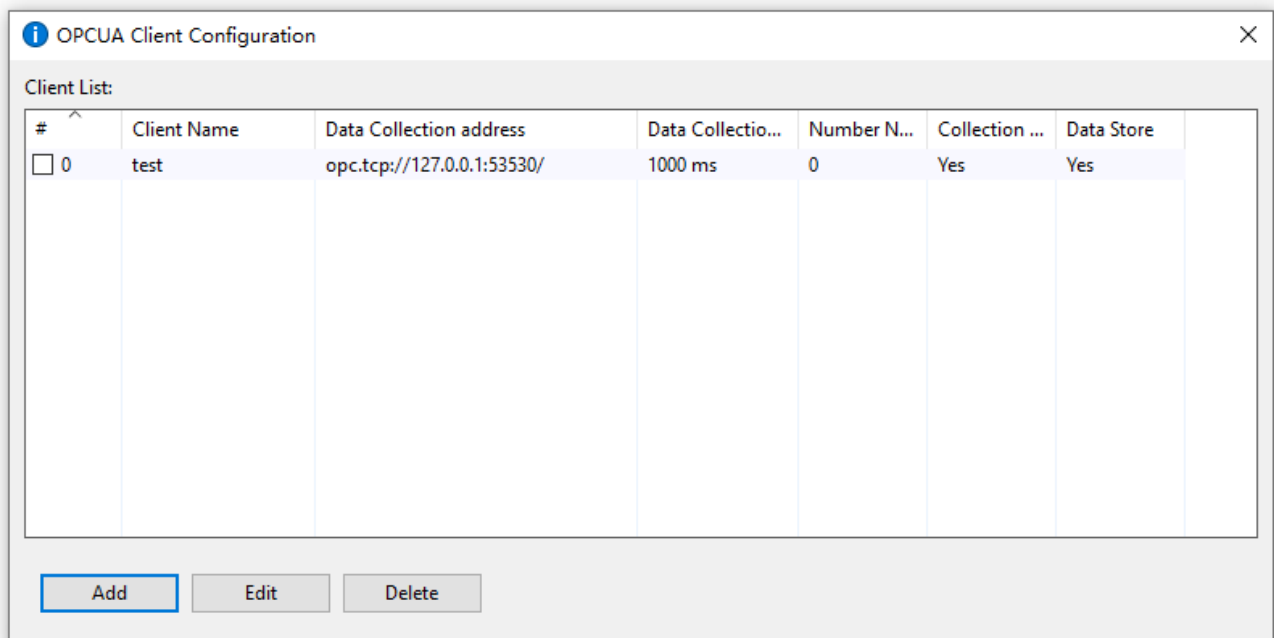 OPCUA Client Configuration
Client List:
# Client Name Data Collection address Data Collectio... Number N... Collection ... Data Store
0 test opc.tcp://127.0.0.1:53530/ 1000 ms 0 Yes Yes
Add Edit Delete